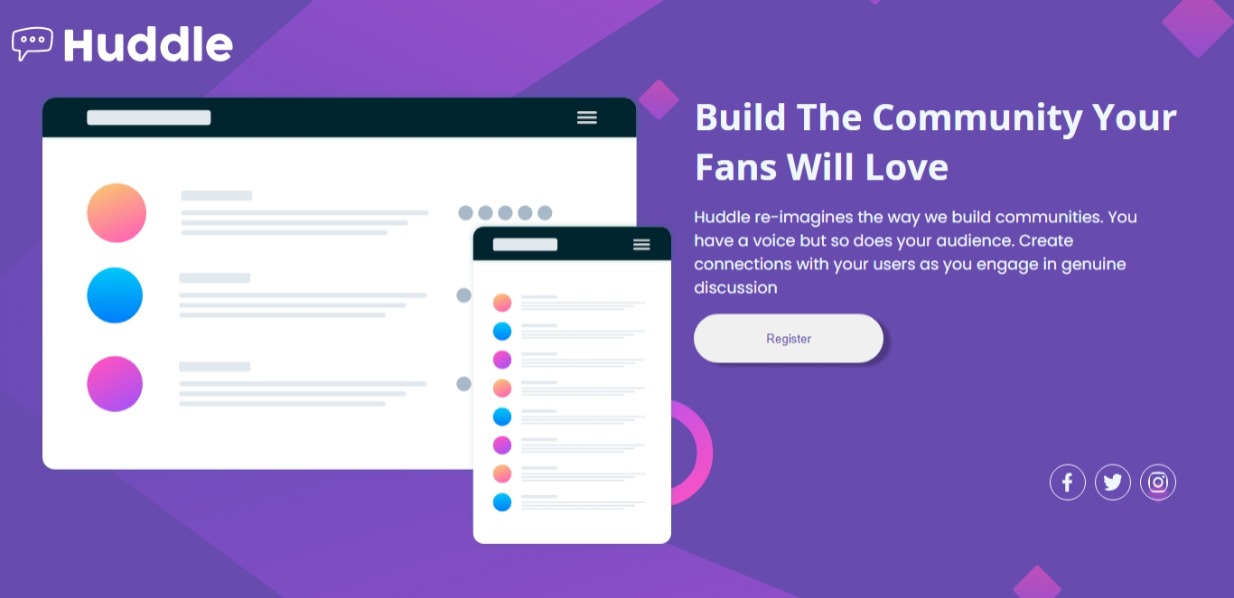 Huddle
Build The Community Your
Fans Will Love
Huddle re-imagines the way we build communities. You
have a voice but so does your audience. Create
connections with your users as you engage in genuine
discussion
Register